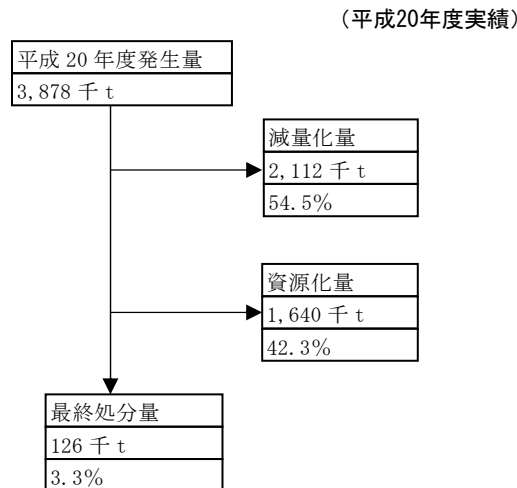 （平成20年度実績）
平成 20 年度発生量
3,878 千 t
減量化量
2,112 千 t
54.5%
資源化量
1,640 千 t
42.3%
最終処分量
126 千 t
3.3%